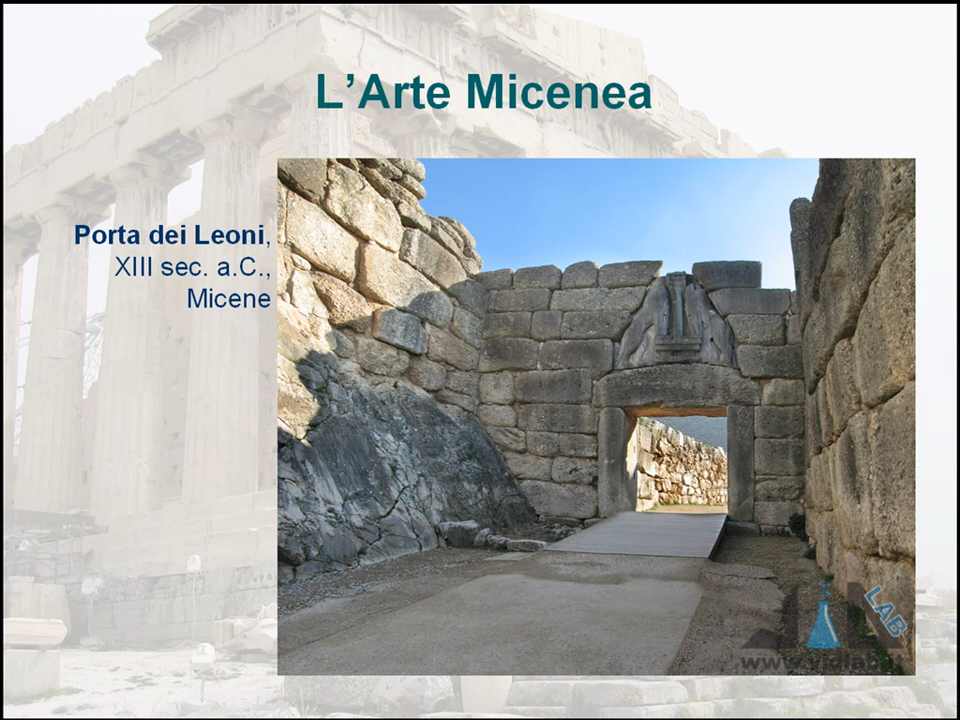 L’Arte Micenea
Porta dei Leoni,
XIII sec. a.C.,
Micene
LAB